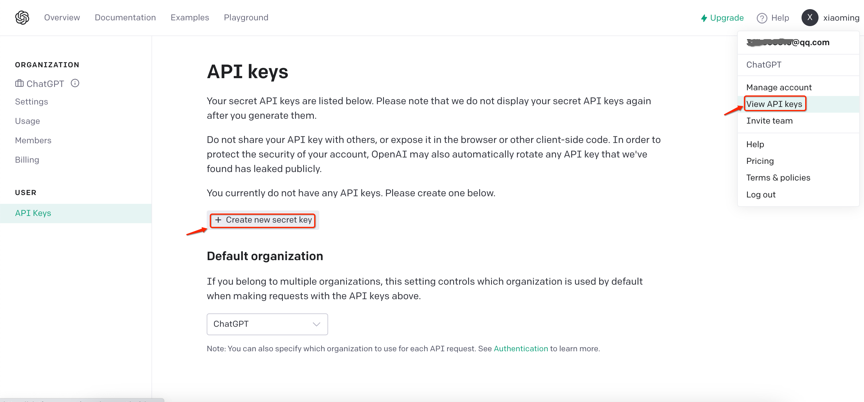 Overview Documentation Examples Playground
Upgrade Help X xiaoming
@qq.com
ChatGPT
Manage account
View API keys
Invite team
Help
Pricing
Terms & policies
Log out
ORGANIZATION
ChatGPT
Settings
Usage
Members
Billing
USER
API Keys
API keys
Your secret API keys are listed below. Please note that we do not display your secret API keys again
after you generate them.
Do not share your API key with others, or expose it in the browser or other client-side code. In order to
protect the security of your account, OpenAI may also automatically rotate any API key that we've
found has leaked publicly.
You currently do not have any API keys. Please create one below.
+ Create new secret key
Default organization
If you belong to multiple organizations, this setting controls which organization is used by default
when making requests with the API keys above.
ChatGPT
Note: You can also specify which organization to use for each API request. See Authentication to learn more.